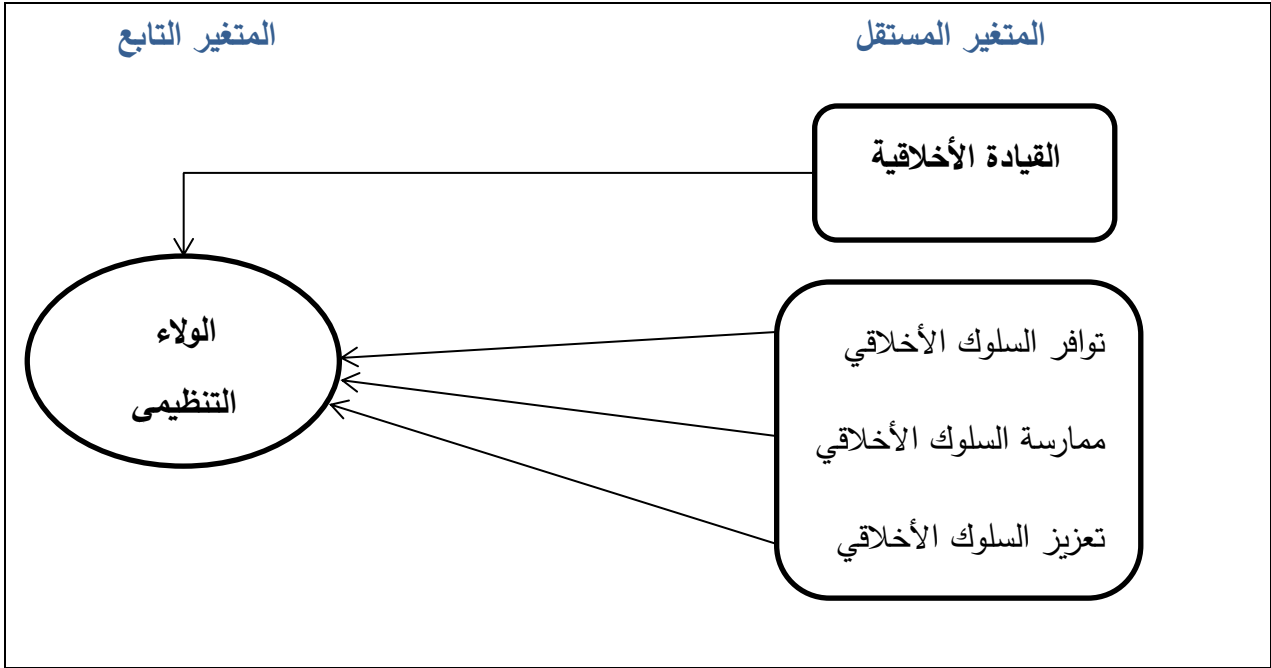 المتغير المستقل
المتغير التابع
القيادة الأخلاقية
الولاء
التنظيمى
توافر السلوك الأخلاقي
ممارسة السلوك الأخلاقي
تعزيز السلوك الأخلاقي